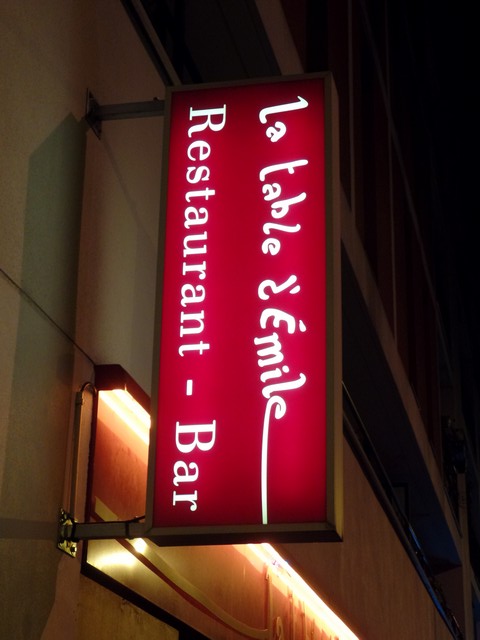 la table d'Émile
Restaurant - Bar